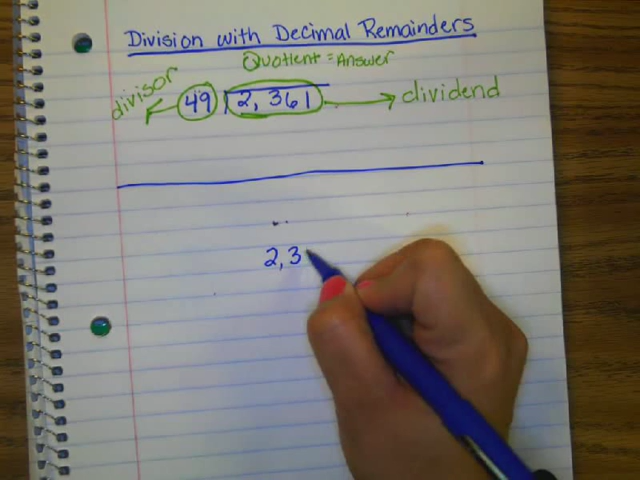 Division with Decimal Remainders
Quotient = Answer
divisor 49 2,361 dividend
2,3